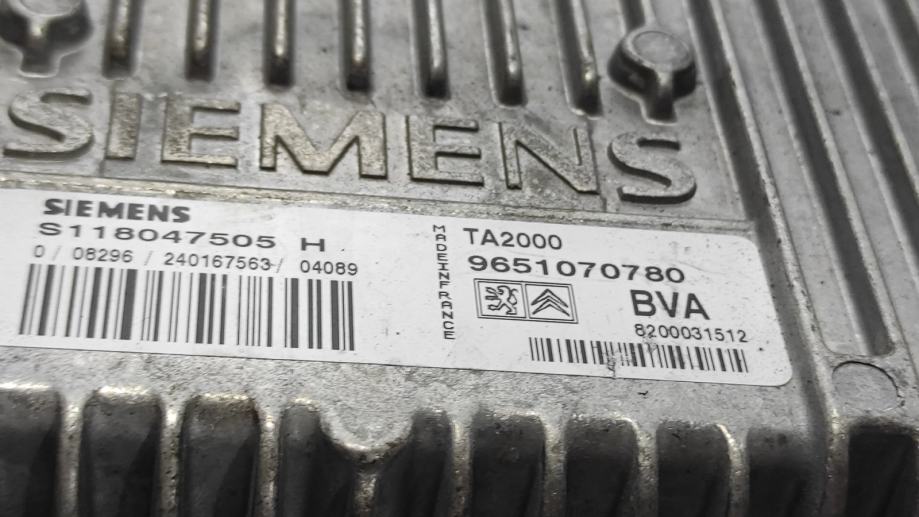 SIEMENS
SIEMENS
S118047505 H
0 / 08296 / 240167563 / 04089
MADE IN FRANCE
TA2000
9651070780
BVA
8200031512